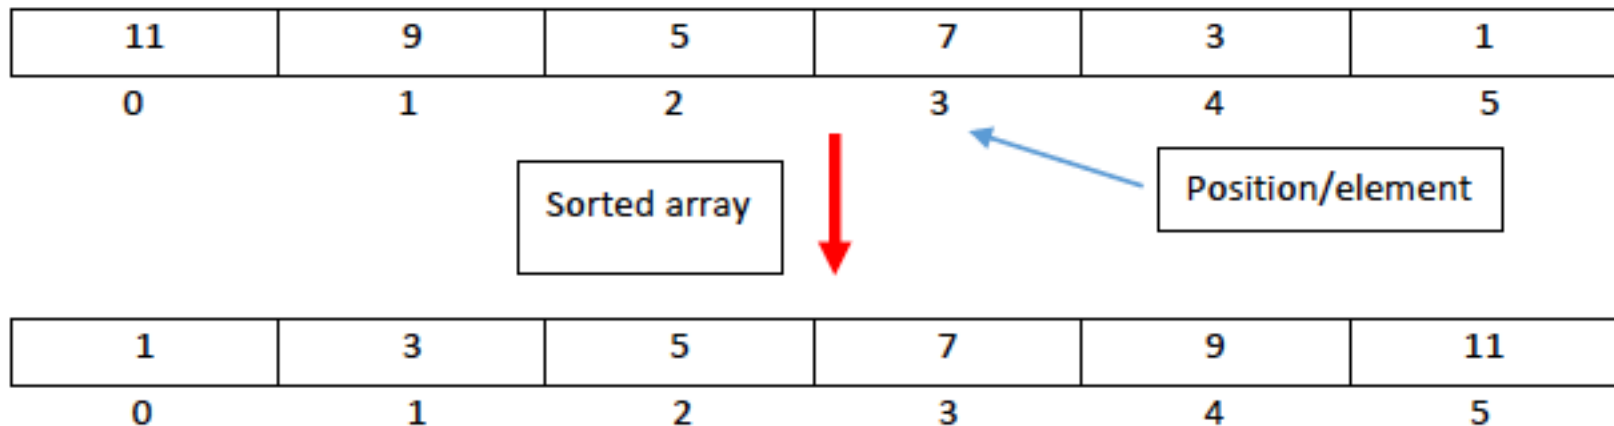 11 9 5 7 3 1
0 1 2 3 4 5
Sorted array
Position/element
1 3 5 7 9 11
0 1 2 3 4 5